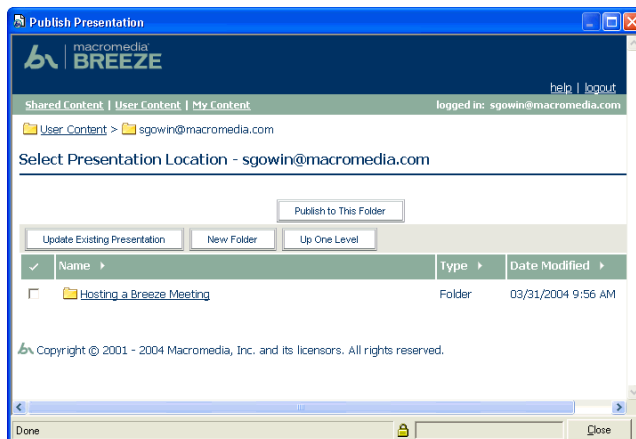 Publish Presentation
macromedia
BREEZE
help | logout
Shared Content | User Content | My Content logged in: sgowin@macromedia.com
User Content > sgowin@macromedia.com
Select Presentation Location - sgowin@macromedia.com
Publish to This Folder
Update Existing Presentation New Folder Up One Level
Name Type Date Modified
Hosting a Breeze Meeting Folder 03/31/2004 9:56 AM
Copyright © 2001 - 2004 Macromedia, Inc. and its licensors. All rights reserved.
Done Close